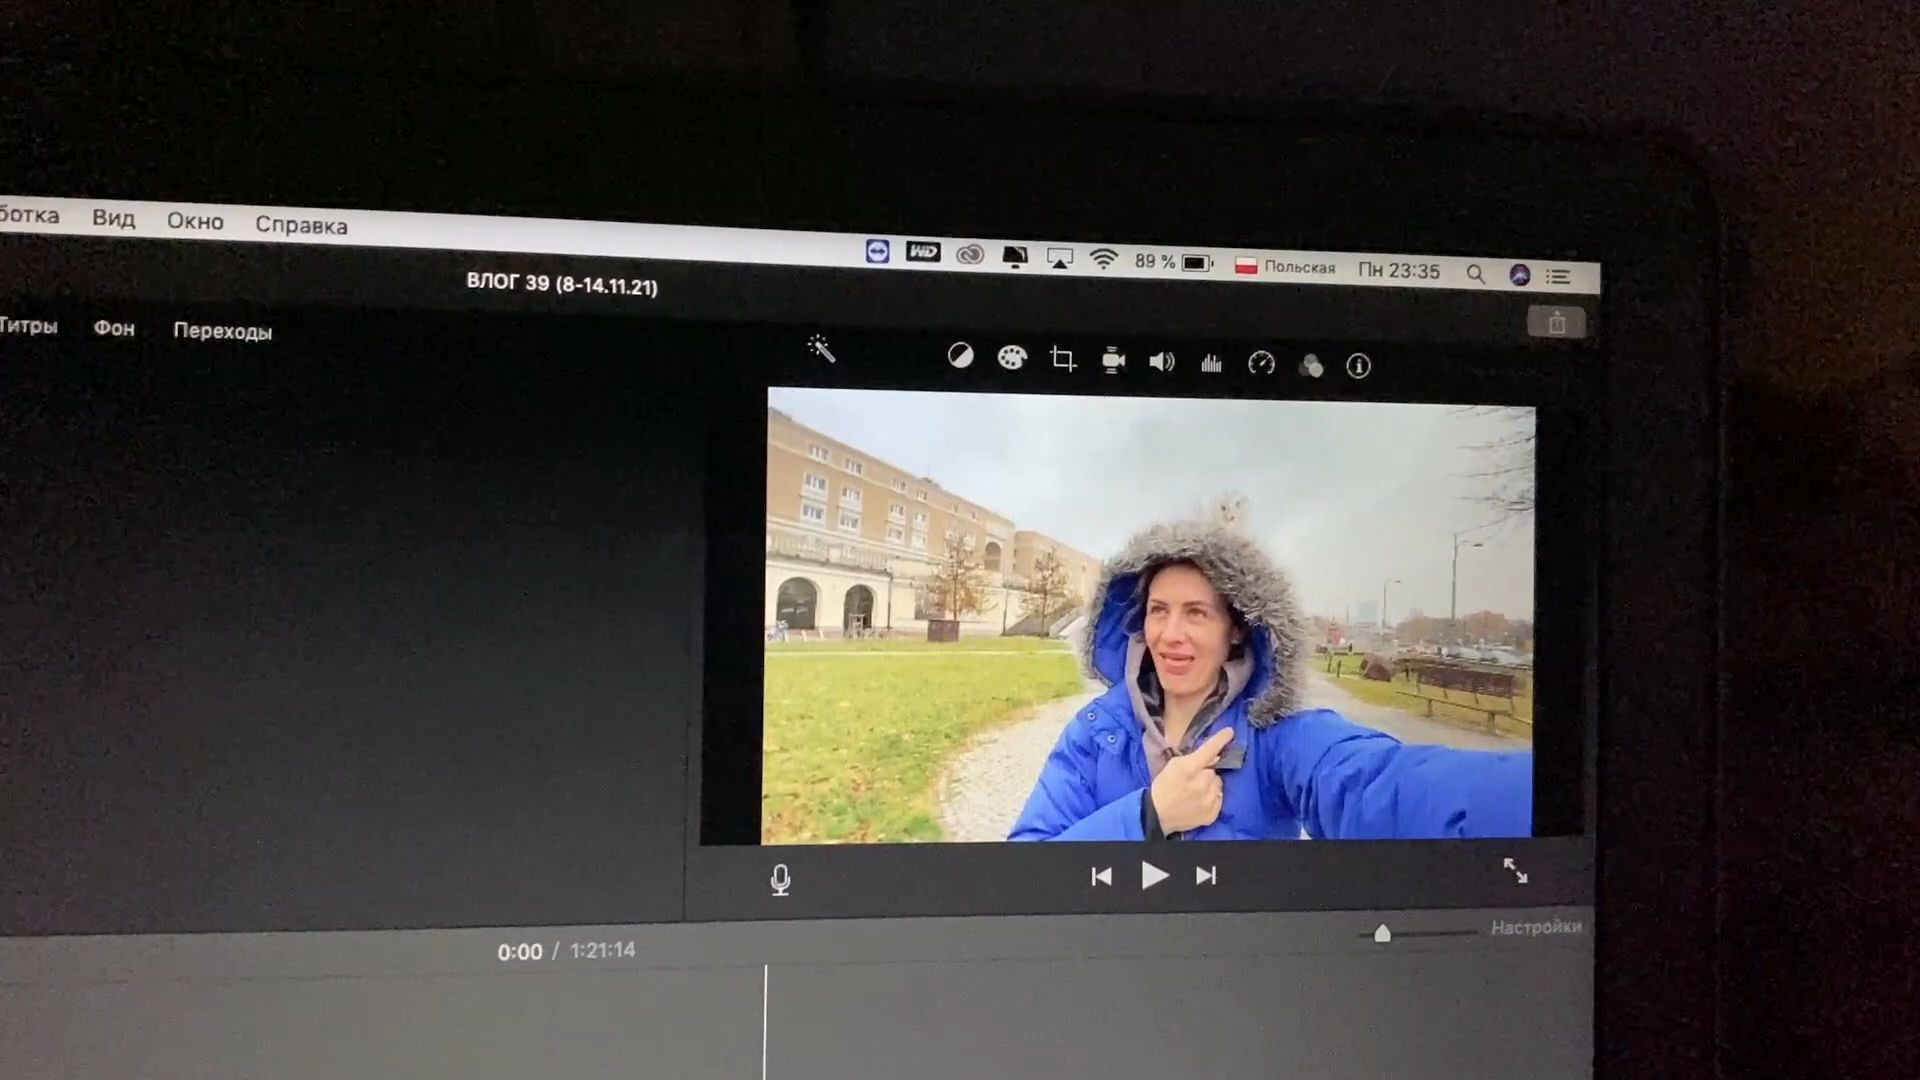 ботка Вид Окно Справка
WD 89 % Польская Пн 23:35
ВЛОГ 39 (8-14.11.21)
Титры Фон Переходы
0:00 / 1:21:14
Настройки